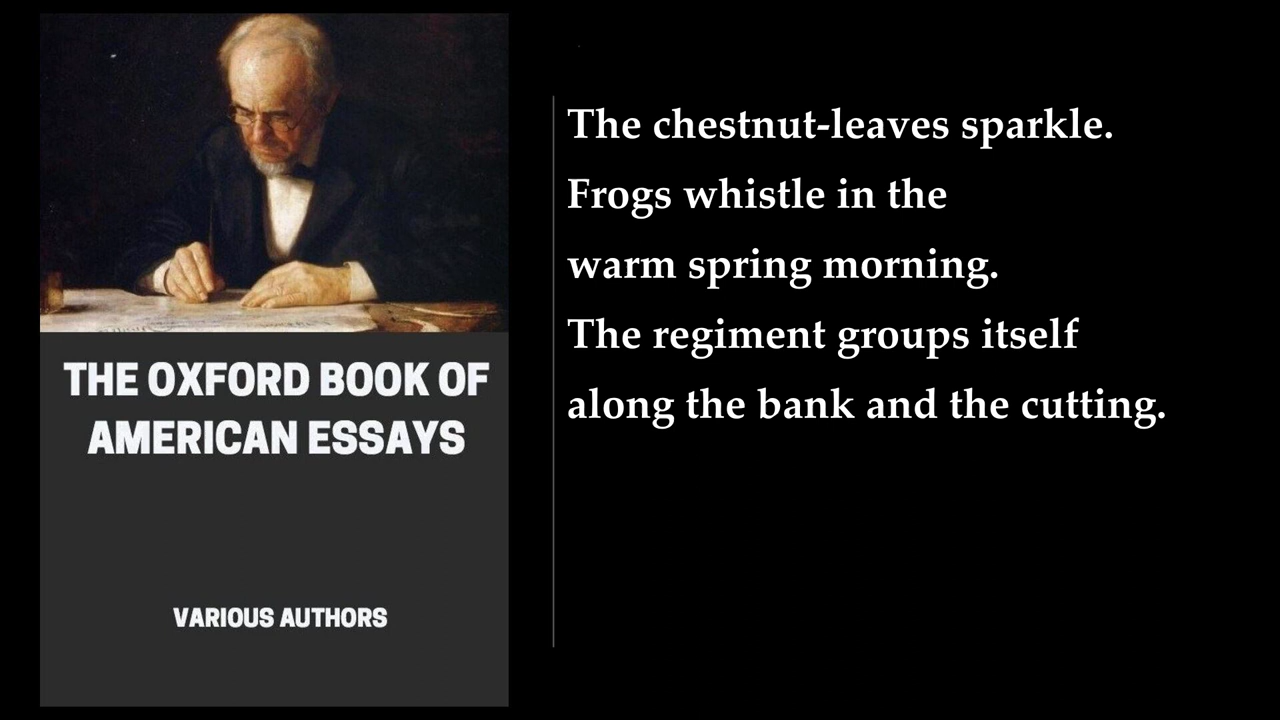 THE OXFORD BOOK OF
AMERICAN ESSAYS
VARIOUS AUTHORS
The chestnut-leaves sparkle.
Frogs whistle in the
warm spring morning.
The regiment groups itself
along the bank and the cutting.